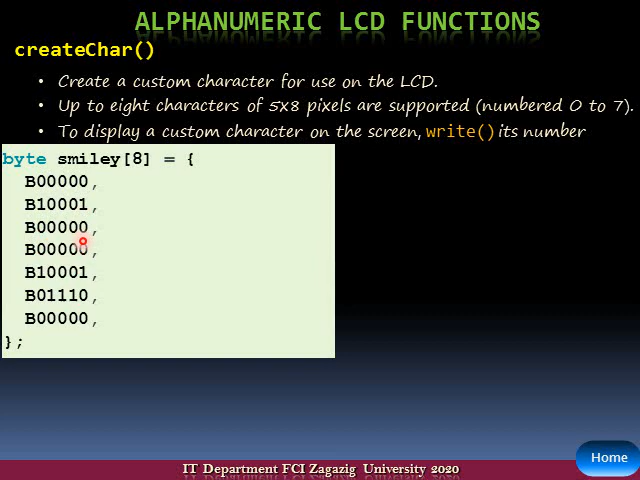 ALPHANUMERIC LCD FUNCTIONS
createChar()
• Create a custom character for use on the LCD.
• Up to eight characters of 5x8 pixels are supported (numbered 0 to 7).
• To display a custom character on the screen, write() its number
byte smiley[8] = {
B00000,
B10001,
B00000,
B00000,
B10001,
B01110,
B00000,
};
Home
IT Department FCI Zagazig University 2020